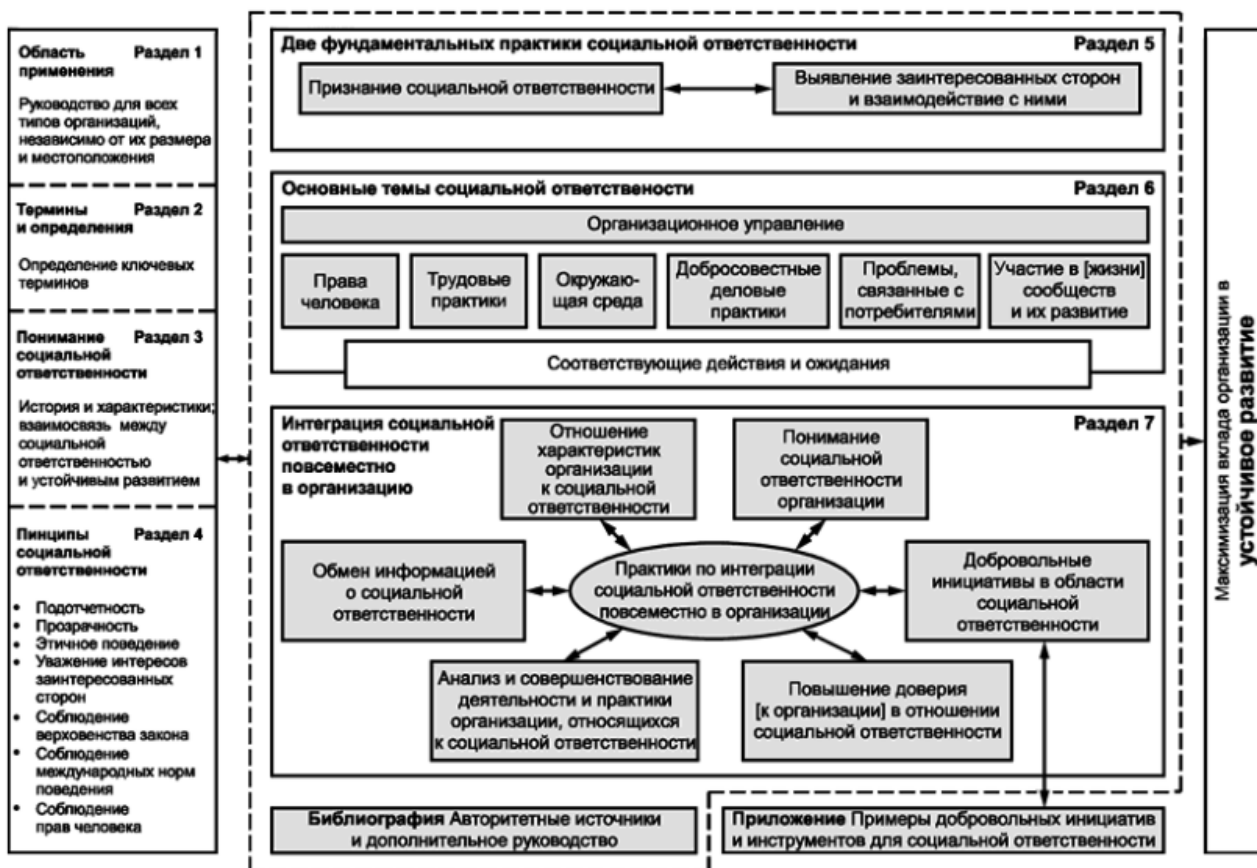 Область Раздел 1
применения
Руководство для всех
типов организаций,
независимо от их размера
и местоположения
Термины Раздел 2
и определения
Определение ключевых
терминов
Понимание Раздел 3
социальной
ответственности
История и характеристики;
взаимосвязь между
социальной
ответственностью
и устойчивым развитием
Пинципы Раздел 4
социальной
ответственности
• Подотчетность
• Прозрачность
• Этичное поведение
• Уважение интересов
заинтересованных
сторон
• Соблюдение
верховенства закона
• Соблюдение
международных норм
поведения
• Соблюдение
прав человека
Две фундаментальных практики социальной ответственности Раздел 5
Признание социальной ответственности
Выявление заинтересованных сторон
и взаимодействие с ними
Основные темы социальной ответствености Раздел 6
Организационное управление
Права
человека
Трудовые
практики
Окружаю-
щая среда
Добросовестные
деловые
практики
Проблемы,
связанные с
потребителями
Участие в [жизни]
сообществ
и их развитие
Соответствующие действия и ожидания
Интеграция социальной Раздел 7
ответственности
повсеместно
в организацию
Отношение
характеристик
организации
к социальной
ответственности
Понимание
социальной
ответственности
организации
Обмен информацией
о социальной
ответственности
Практики по интеграции
социальной ответственности
повсеместно в организации
Добровольные
инициативы в области
социальной
ответственности
Анализ и совершенствование
деятельности и практики
организации, относящихся
к социальной ответственности
Повышение доверия
[к организации] в отношении
социальной ответственности
Библиография Авторитетные источники
и дополнительное руководство
Приложение Примеры добровольных инициатив
и инструментов для социальной ответственности
Максимизация вклада организации в
устойчивое развитие